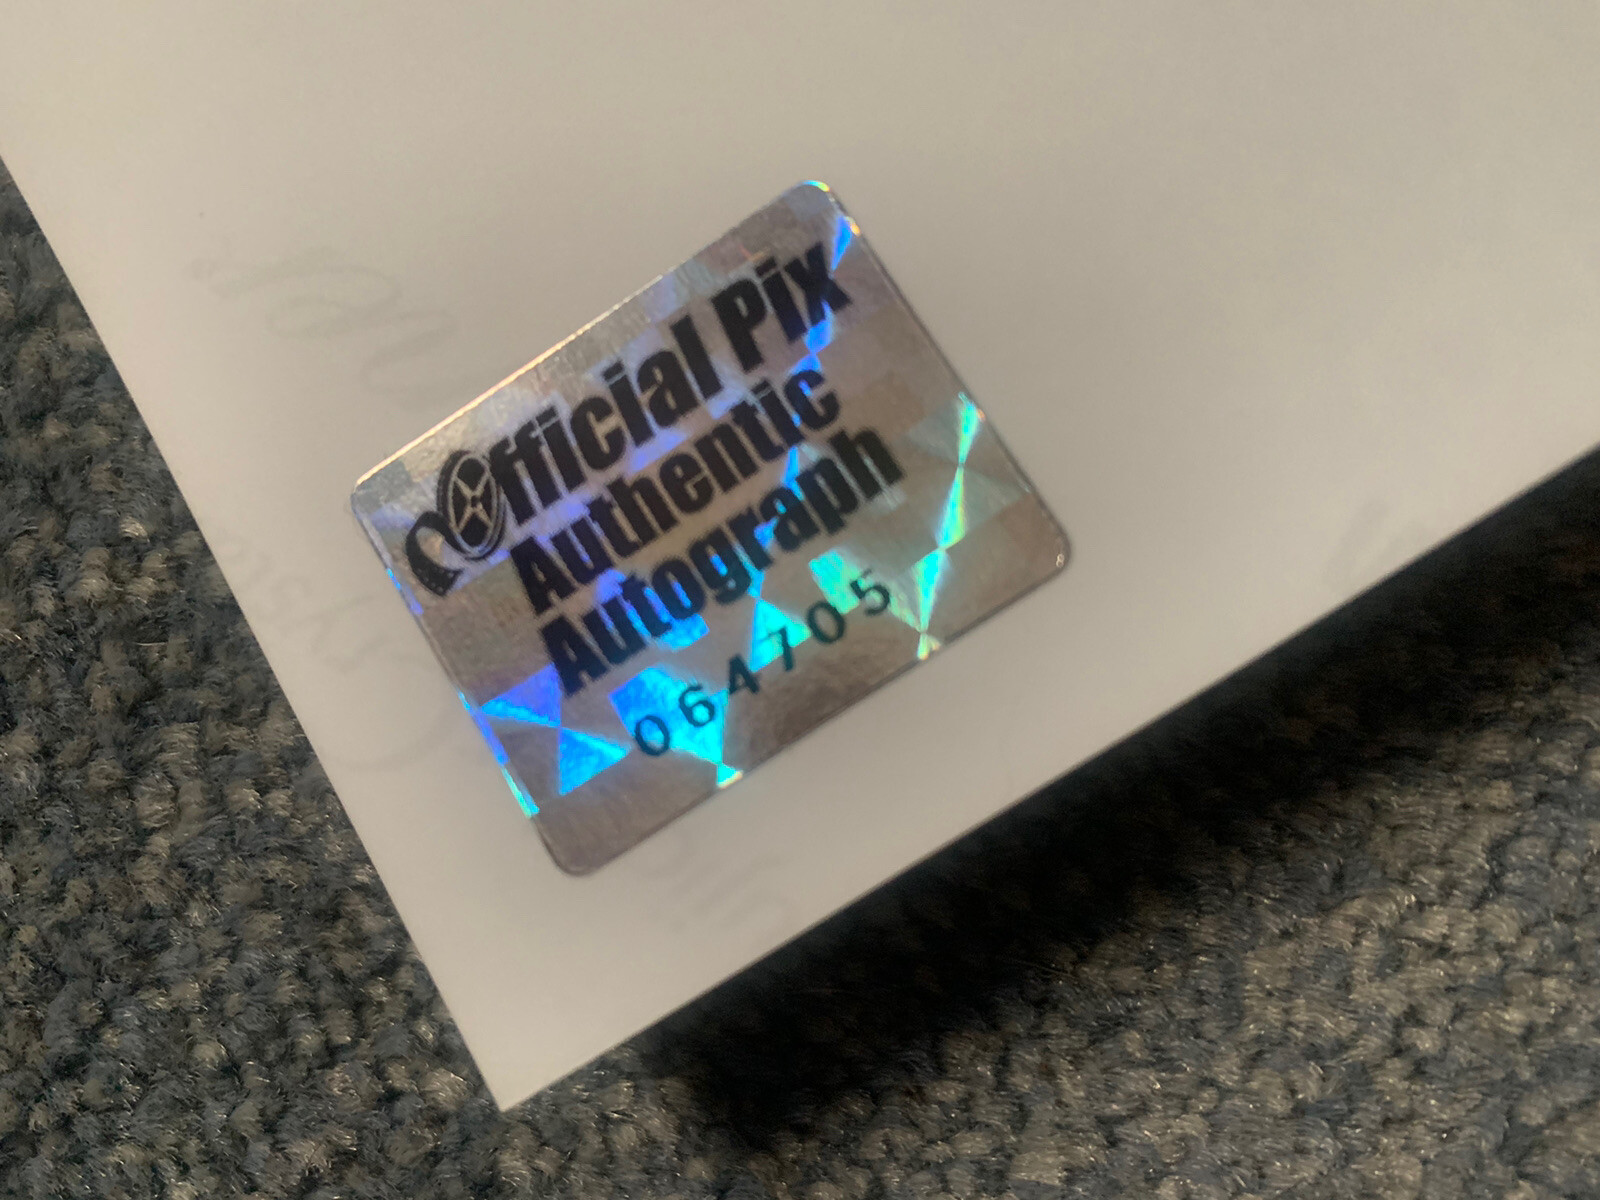 Official Pix
Authentic
Autograph
064705